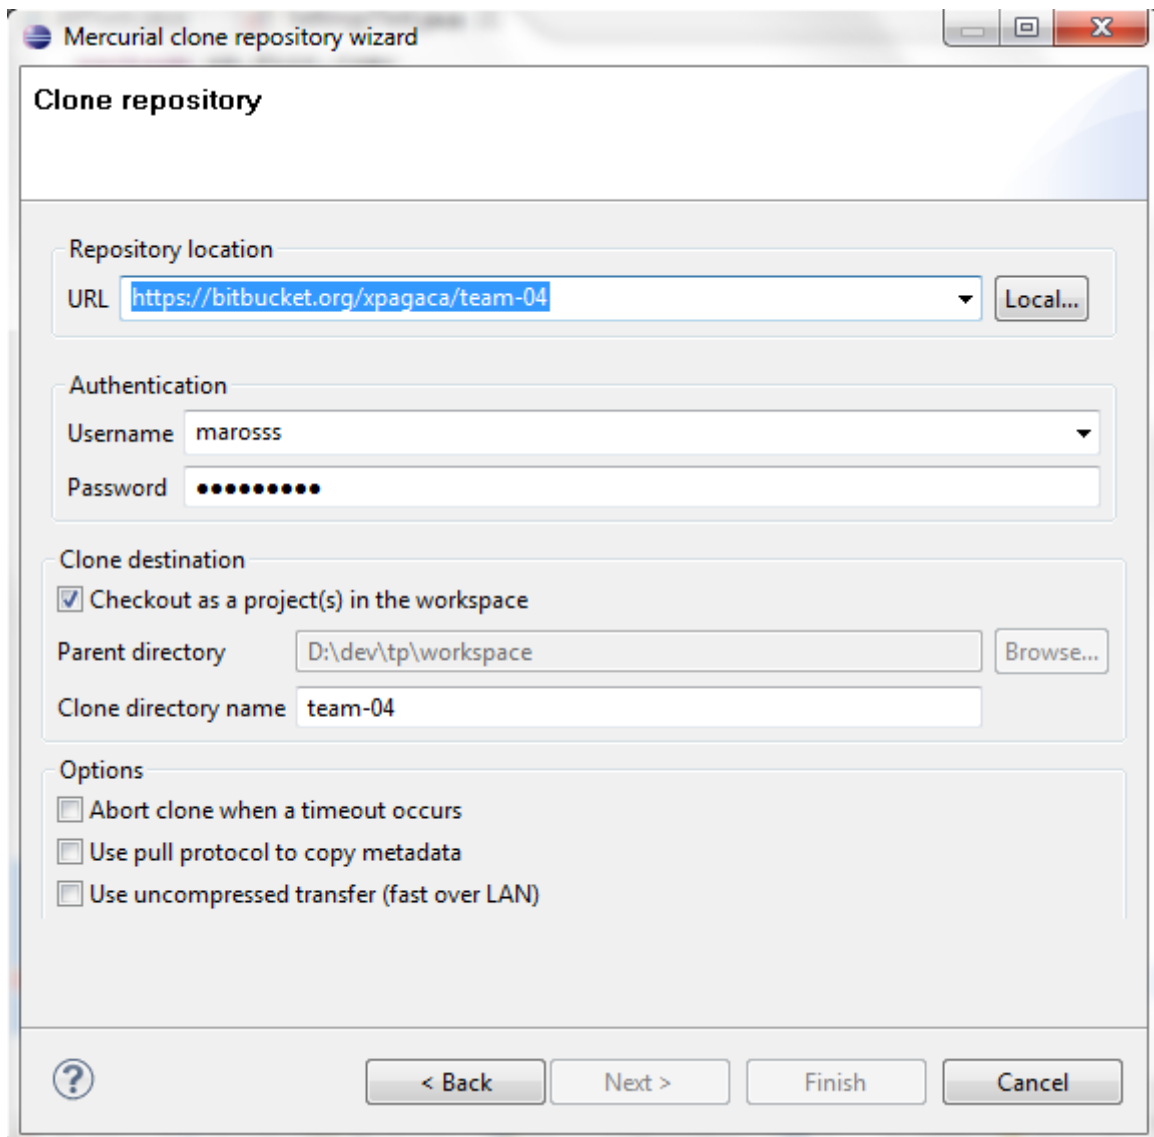 Mercurial clone repository wizard
Clone repository
Repository location
URL https://bitbucket.org/xpagaca/team-04 Local...
Authentication
Username marosss
Password •••••••••
Clone destination
Checkout as a project(s) in the workspace
Parent directory D:\dev\tp\workspace Browse...
Clone directory name team-04
Options
Abort clone when a timeout occurs
Use pull protocol to copy metadata
Use uncompressed transfer (fast over LAN)
? < Back Next > Finish Cancel